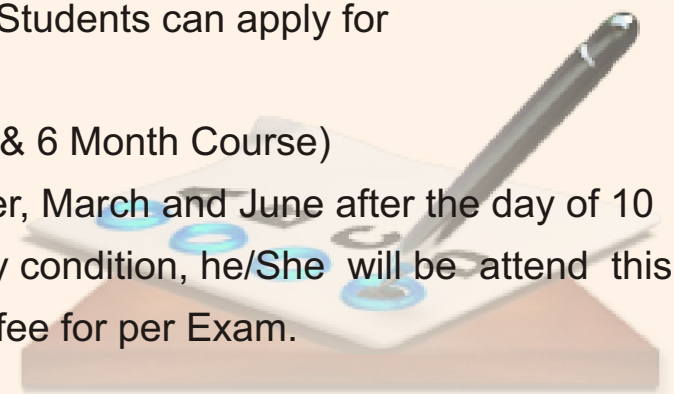 Students can apply for
& 6 Month Course)
er, March and June after the day of 10
y condition, he/She will be attend this
fee for per Exam.
A
B
C
D